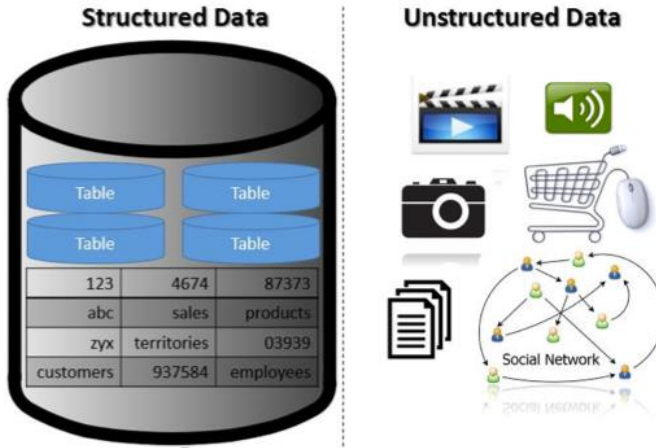 Structured Data
Unstructured Data
Table Table
Table Table
123 4674 87373
abc sales products
zyx territories 03939
customers 937584 employees
Social Network